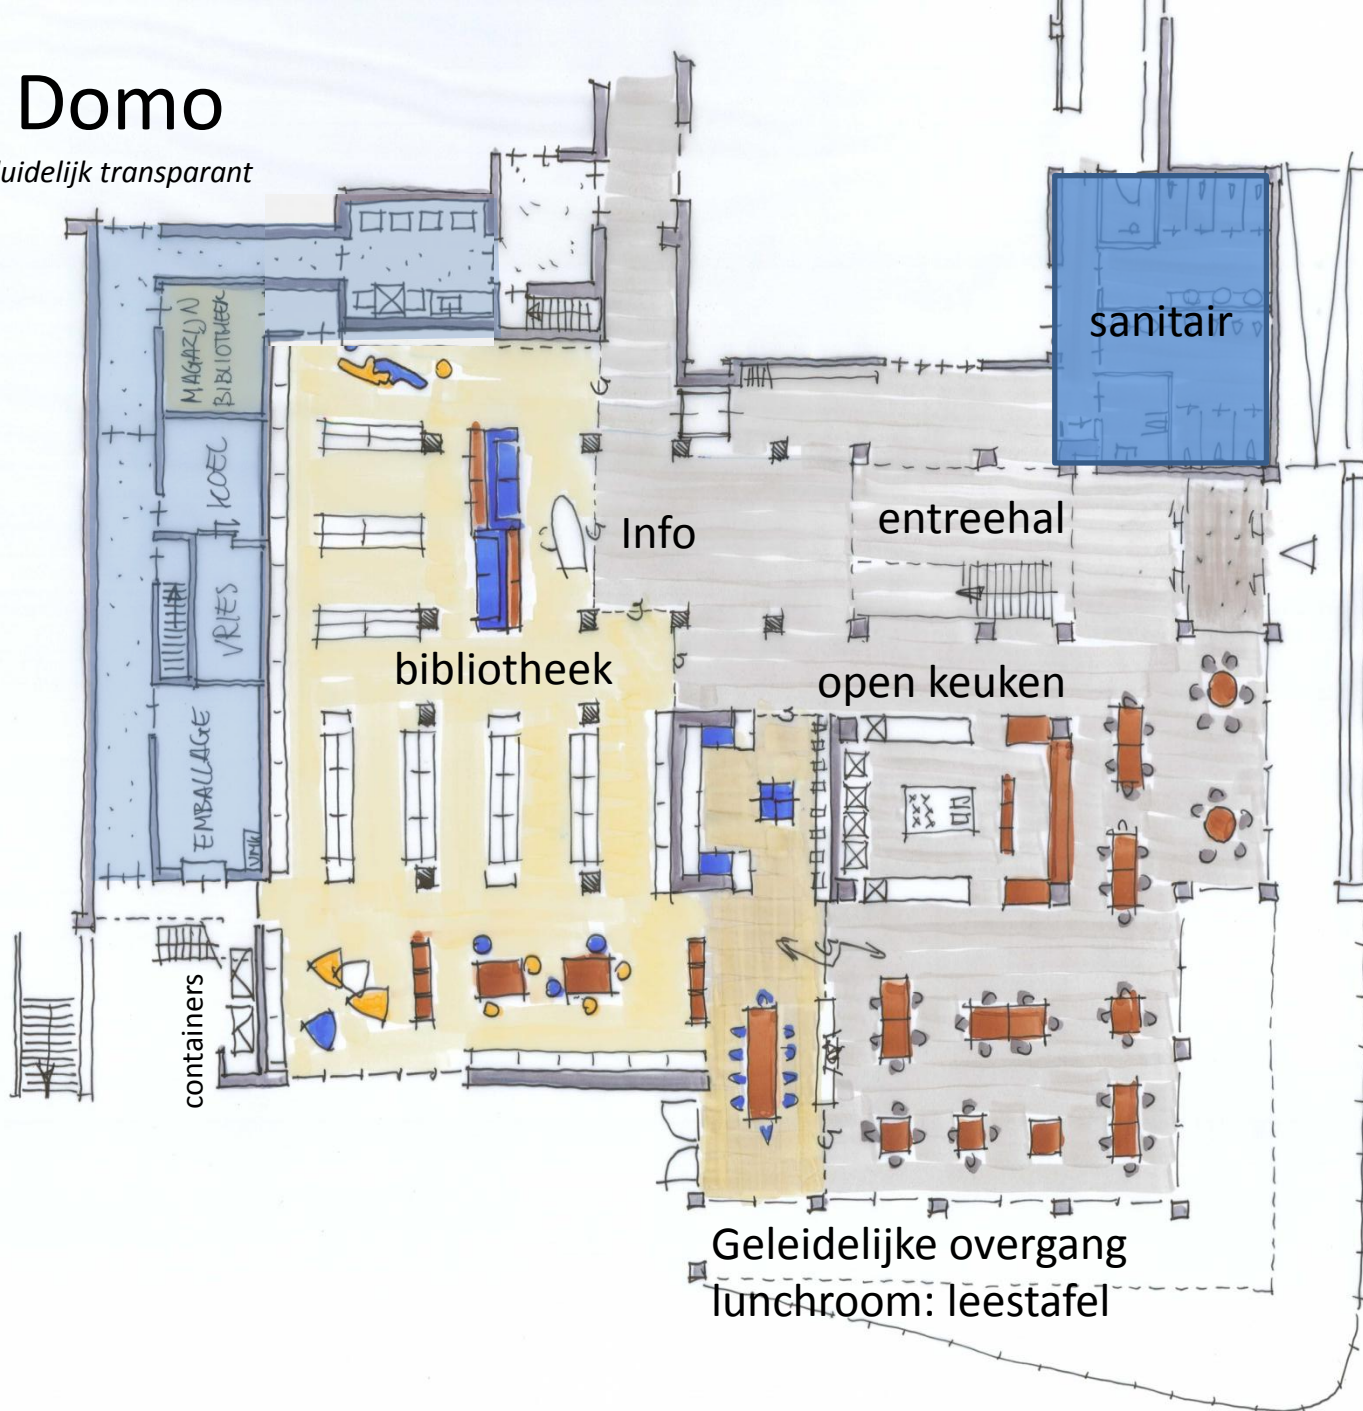 Domo
uidelijk transparant
sanitair
MAGAZIJN
BIBLIOTHEEK
KOEL
Info
entreehal
VRIES
bibliotheek
open keuken
EMBALLAGE
containers
Geleidelijke overgang
lunchroom: leestafel